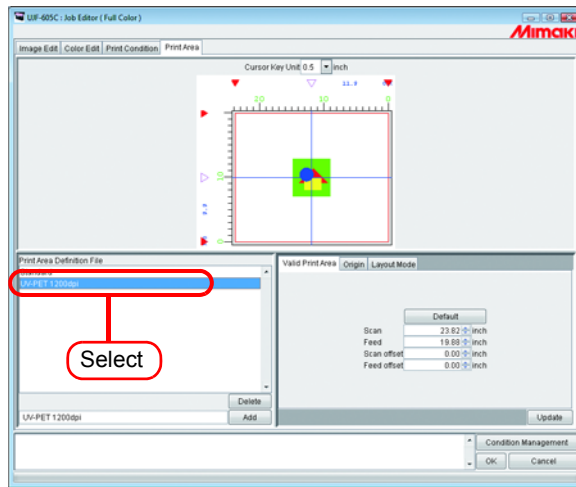 UJF-605C : Job Editor ( Full Color )
Mimaki
Image Edit Color Edit Print Condition Print Area
Cursor Key Unit 0.5 inch
20 10 0
10
0
Print Area Definition File
Standard
UV-PET 1200dpi
Select
Delete
UV-PET 1200dpi Add
Valid Print Area Origin Layout Mode
Default
Scan 23.82 inch
Feed 19.88 inch
Scan offset 0.00 inch
Feed offset 0.00 inch
Update
Condition Management
OK Cancel